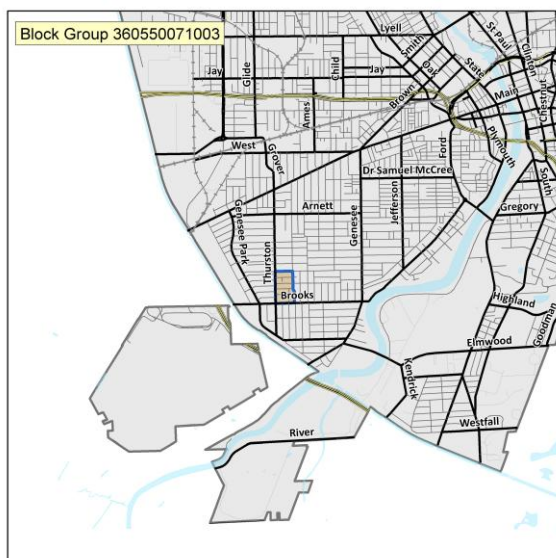 Block Group 360550071003
Lyell
St Paul
Clinton
Smith
Child
Glide
Jay
Jay
Oak
State
Chestnut
Main
Brown
Ames
Plymouth
Ford
West
Grover
Dr Samuel McCree
South
Arnett
Jefferson
Gregory
Genesee Park
Genesee
Thurston
Brooks
Highland
Goodman
Elmwood
Kendrick
Westfall
River